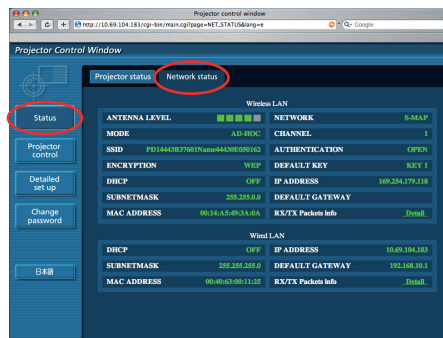 Projector control window
http://10.69.104.183/cgi-bin/main.cgi?page=NET_STATUS&lang=e
Google
Projector Control Window
Projector status Network status
Status
Projector control
Detailed set up
Change password
日本語
Wireless LAN
ANTENNA LEVEL NETWORK S-MAP
MODE AD-HOC CHANNEL 1
SSID PD14443B37601Name44430E050162 AUTHENTICATION OPEN
ENCRYPTION WEP DEFAULT KEY KEY 1
DHCP OFF IP ADDRESS 169.254.179.118
SUBNETMASK 255.255.0.0 DEFAULT GATEWAY
MAC ADDRESS 00:14:A5:49:3A:0A RX/TX Packets info Detail
Wired LAN
DHCP OFF IP ADDRESS 10.69.104.183
SUBNETMASK 255.255.255.0 DEFAULT GATEWAY 192.168.10.1
MAC ADDRESS 00:40:63:00:11:25 RX/TX Packets info Detail